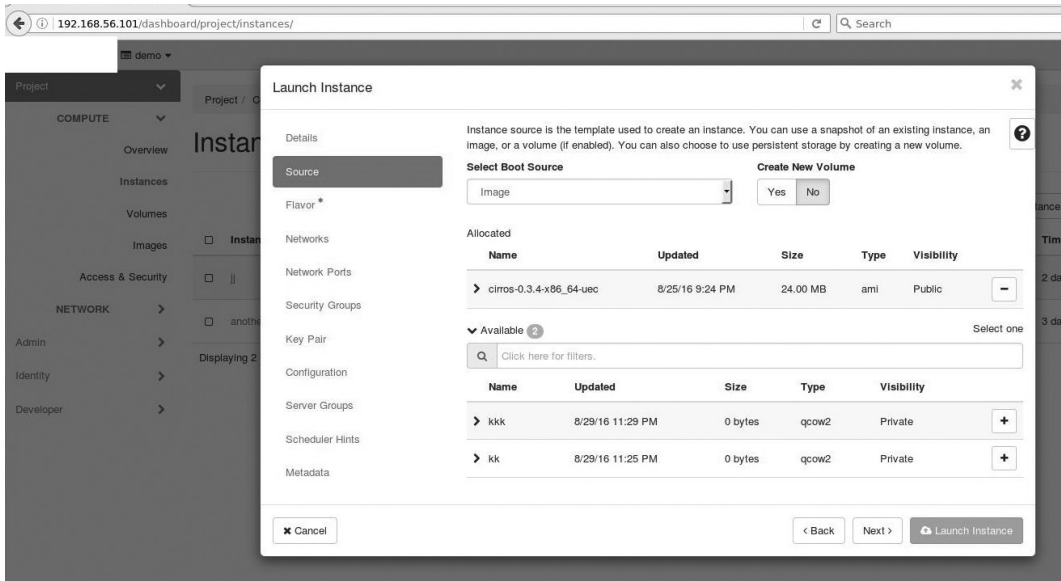 192.168.56.101/dashboard/project/instances/
Search
demo
Project
COMPUTE
Overview
Instances
Volumes
Images
Access & Security
NETWORK
Admin
Identity
Developer
Project / C
Instan
Instan
jj
anothe
Displaying 2
Launch Instance
Details
Source
Flavor *
Networks
Network Ports
Security Groups
Key Pair
Configuration
Server Groups
Scheduler Hints
Metadata
Instance source is the template used to create an instance. You can use a snapshot of an existing instance, an
image, or a volume (if enabled). You can also choose to use persistent storage by creating a new volume.
?
Select Boot Source Create New Volume
Image Yes No
Allocated
Name Updated Size Type Visibility
cirros-0.3.4-x86_64-uec 8/25/16 9:24 PM 24.00 MB ami Public
Available 2 Select one
Click here for filters.
Name Updated Size Type Visibility
kkk 8/29/16 11:29 PM 0 bytes qcow2 Private
kk 8/29/16 11:25 PM 0 bytes qcow2 Private
Cancel < Back Next > Launch Instance
tance
Tim
2 da
3 da